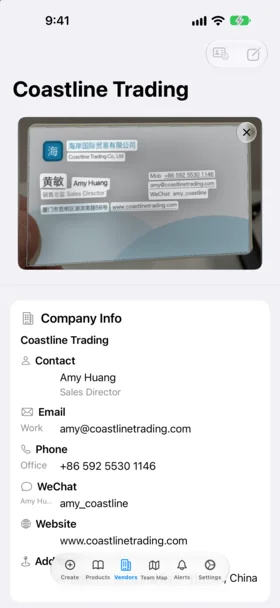 9:41
Coastline Trading
海
海岸国际贸易有限公司
Coastline Trading Co., Ltd
黄敏 Amy Huang
销售总监 Sales Director
Mob +86 592 5530 1146
amy@coastlinetrading.com
WeChat amy_coastline
www.coastlinetrading.com
Company Info
Coastline Trading
Contact
Amy Huang
Sales Director
Email
Work amy@coastlinetrading.com
Phone
Office +86 592 5530 1146
WeChat
Amy Hu... amy_coastline
Website
www.coastlinetrading.com
, China
Create Products Vendors Team Map Alerts Settings